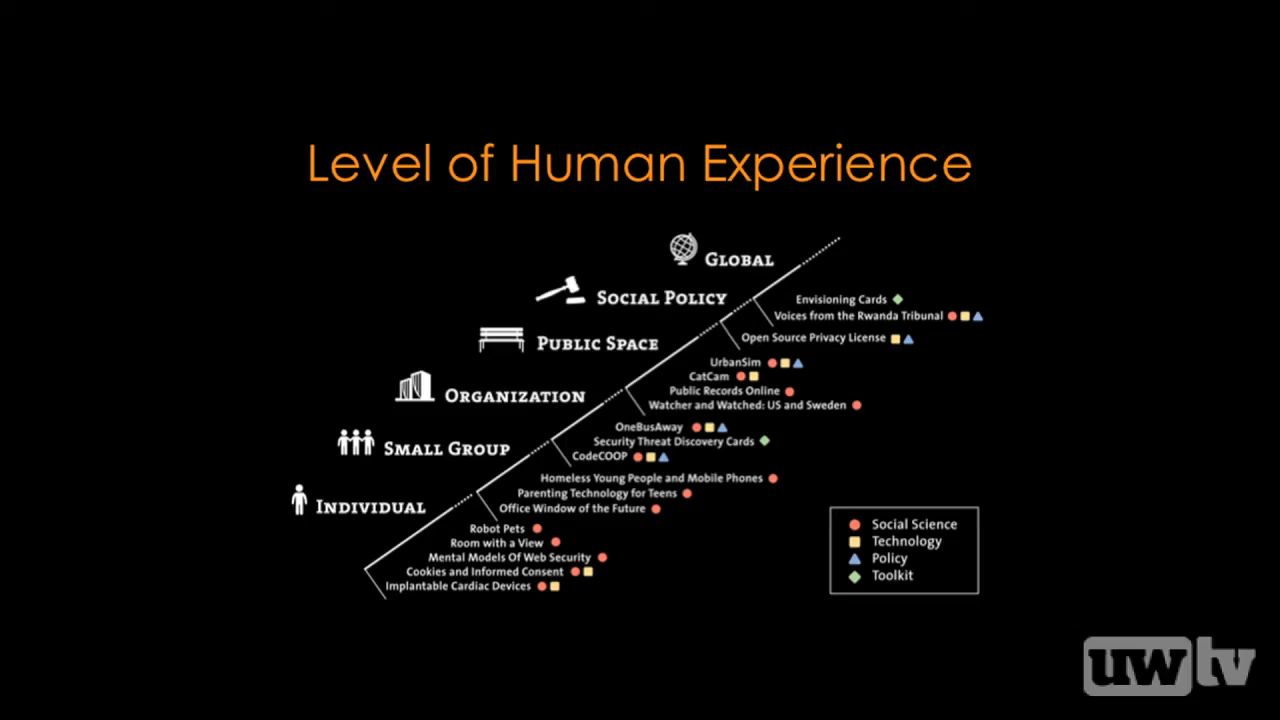 Level of Human Experience
GLOBAL
SOCIAL POLICY
Envisioning Cards
Voices from the Rwanda Tribunal
Open Source Privacy License
PUBLIC SPACE
UrbanSim
CatCam
Public Records Online
Watcher and Watched: US and Sweden
ORGANIZATION
OneBusAway
Security Threat Discovery Cards
CodeCOOP
SMALL GROUP
Homeless Young People and Mobile Phones
Parenting Technology for Teens
Office Window of the Future
INDIVIDUAL
Robot Pets
Room with a View
Mental Models Of Web Security
Cookies and Informed Consent
Implantable Cardiac Devices
Social Science
Technology
Policy
Toolkit
uwtv